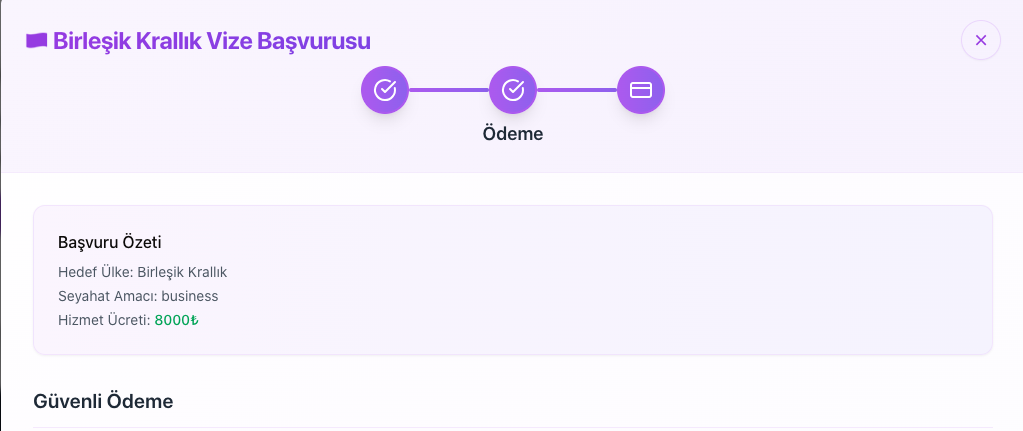 Birleşik Krallık Vize Başvurusu
Ödeme
Başvuru Özeti
Hedef Ülke: Birleşik Krallık
Seyahat Amacı: business
Hizmet Ücreti: 8000₺
Güvenli Ödeme